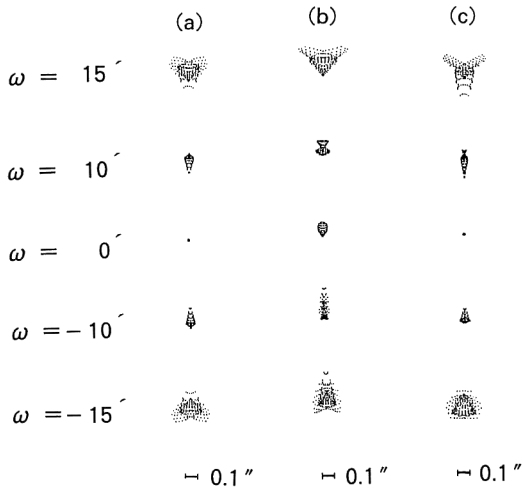 (a) (b) (c)
ω = 15′
ω = 10′
ω = 0′
ω = −10′
ω = −15′
0.1″ 0.1″ 0.1″